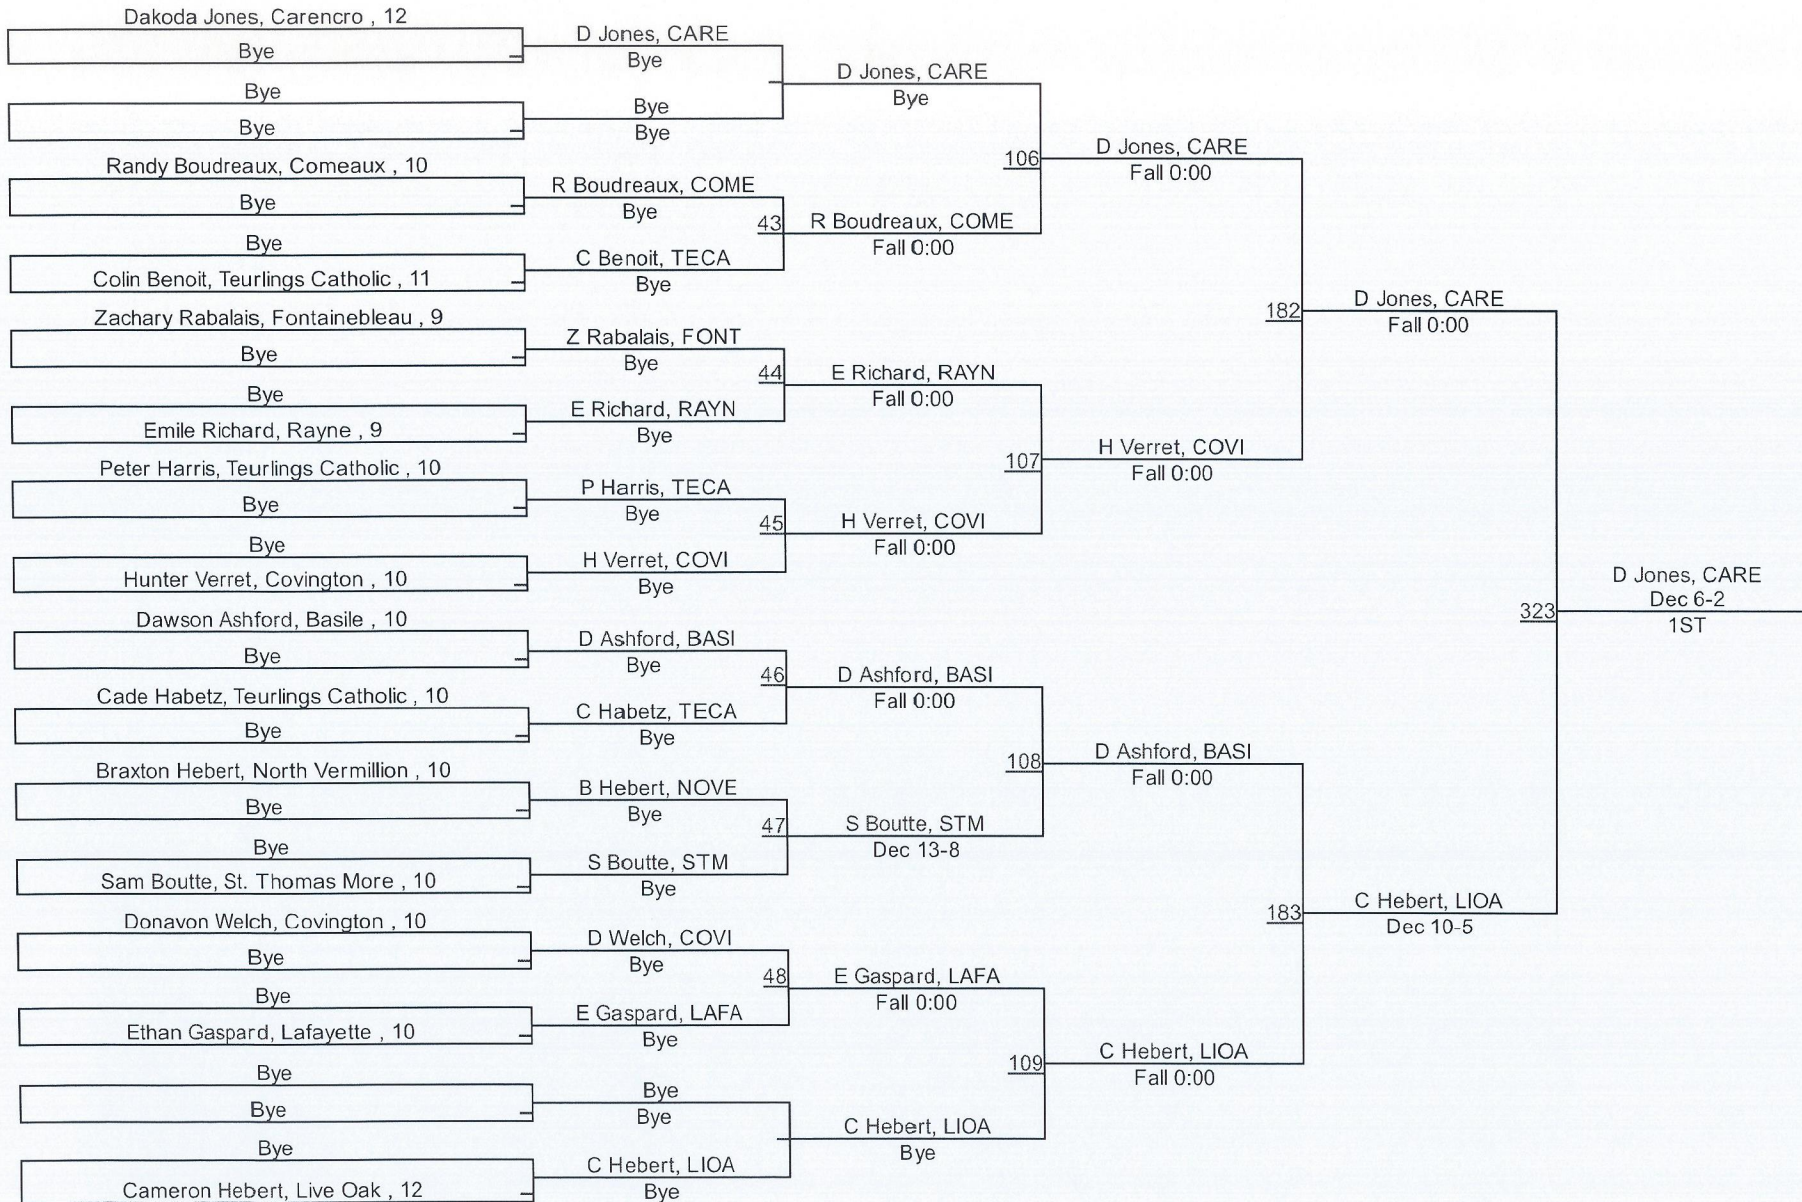 Dakoda Jones, Carencro , 12
Bye
Bye
Bye
Randy Boudreaux, Comeaux , 10
Bye
Bye
Colin Benoit, Teurlings Catholic , 11
Zachary Rabalais, Fontainebleau , 9
Bye
Bye
Emile Richard, Rayne , 9
Peter Harris, Teurlings Catholic , 10
Bye
Bye
Hunter Verret, Covington , 10
Dawson Ashford, Basile , 10
Bye
Cade Habetz, Teurlings Catholic , 10
Bye
Braxton Hebert, North Vermillion , 10
Bye
Bye
Sam Boutte, St. Thomas More , 10
Donavon Welch, Covington , 10
Bye
Bye
Ethan Gaspard, Lafayette , 10
Bye
Bye
Bye
Cameron Hebert, Live Oak , 12
D Jones, CARE
Bye
Bye
Bye
R Boudreaux, COME
Bye
43
C Benoit, TECA
Bye
Z Rabalais, FONT
Bye
44
E Richard, RAYN
Bye
P Harris, TECA
Bye
45
H Verret, COVI
Bye
D Ashford, BASI
Bye
46
C Habetz, TECA
Bye
B Hebert, NOVE
Bye
47
S Boutte, STM
Bye
D Welch, COVI
Bye
48
E Gaspard, LAFA
Bye
Bye
Bye
C Hebert, LIOA
Bye
D Jones, CARE
Bye
106
R Boudreaux, COME
Fall 0:00
E Richard, RAYN
Fall 0:00
107
H Verret, COVI
Fall 0:00
D Ashford, BASI
Fall 0:00
108
S Boutte, STM
Dec 13-8
E Gaspard, LAFA
Fall 0:00
109
C Hebert, LIOA
Bye
D Jones, CARE
Fall 0:00
182
H Verret, COVI
Fall 0:00
D Ashford, BASI
Fall 0:00
183
C Hebert, LIOA
Fall 0:00
D Jones, CARE
Fall 0:00
323
C Hebert, LIOA
Dec 10-5
D Jones, CARE
Dec 6-2
1ST